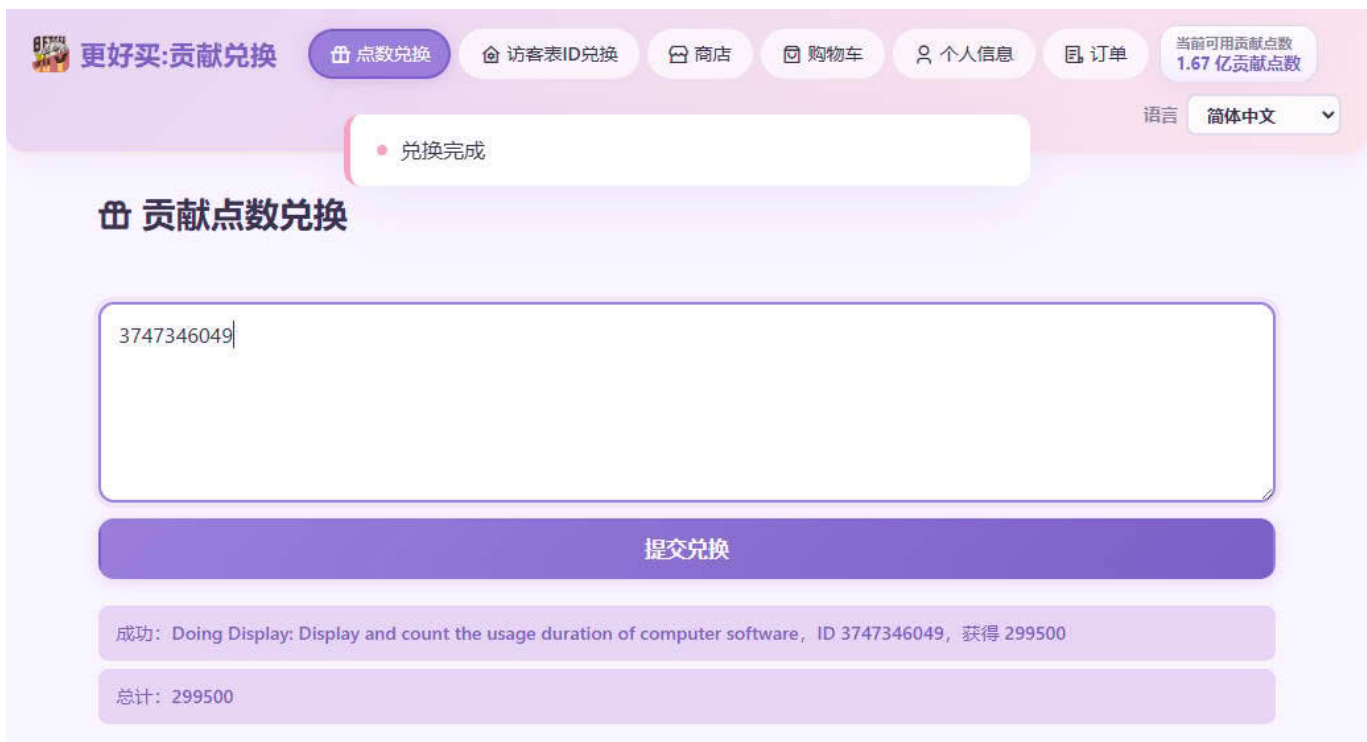 更好买:贡献兑换
点数兑换
访客表ID兑换
商店
购物车
个人信息
订单
当前可用贡献点数
1.67 亿贡献点数
语言
简体中文
兑换完成
贡献点数兑换
3747346049
提交兑换
成功：Doing Display: Display and count the usage duration of computer software，ID 3747346049，获得 299500
总计：299500